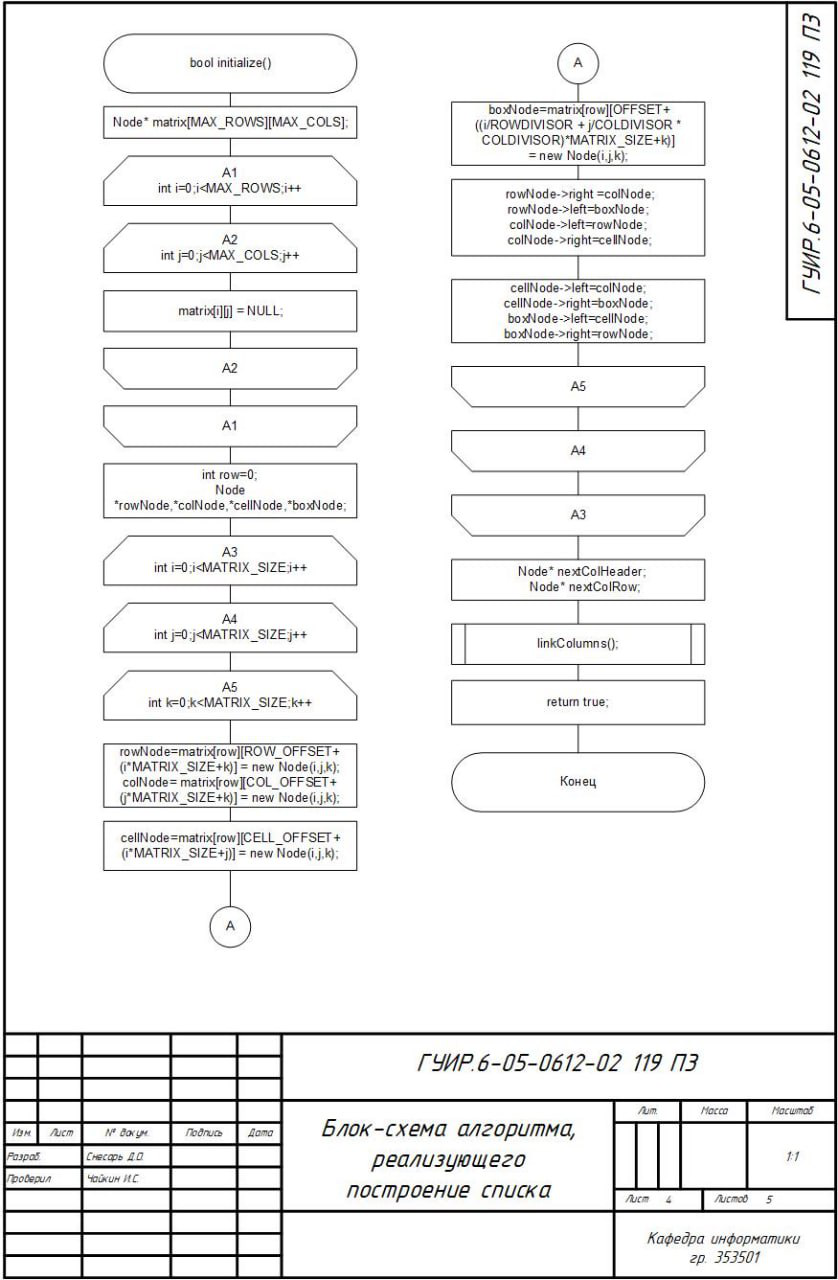 bool initialize()
Node* matrix[MAX_ROWS][MAX_COLS];
A1
int i=0;i<MAX_ROWS;i++
A2
int j=0;j<MAX_COLS;j++
matrix[i][j] = NULL;
A2
A1
int row=0;
Node
*rowNode,*colNode,*cellNode,*boxNode;
A3
int i=0;i<MATRIX_SIZE;i++
A4
int j=0;j<MATRIX_SIZE;j++
A5
int k=0;k<MATRIX_SIZE;k++
rowNode=matrix[row][ROW_OFFSET+
(i*MATRIX_SIZE+k)] = new Node(i,j,k);
colNode= matrix[row][COL_OFFSET+
(j*MATRIX_SIZE+k)] = new Node(i,j,k);
cellNode=matrix[row][CELL_OFFSET+
(i*MATRIX_SIZE+j)] = new Node(i,j,k);
A
A
boxNode=matrix[row][OFFSET+
((i/ROWDIVISOR + j/COLDIVISOR *
COLDIVISOR)*MATRIX_SIZE+k)]
= new Node(i,j,k);
rowNode->right =colNode;
rowNode->left=boxNode;
colNode->left=rowNode;
colNode->right=cellNode;
cellNode->left=colNode;
cellNode->right=boxNode;
boxNode->left=cellNode;
boxNode->right=rowNode;
A5
A4
A3
Node* nextColHeader;
Node* nextColRow;
linkColumns();
return true;
Конец
ГУИР.6-05-0612-02 119 ПЗ
ГУИР.6-05-0612-02 119 ПЗ
Изм. Лист № докум. Подпись Дата
Разраб. Снесарь Д.О.
Проверил Чайкин И.С.
Блок-схема алгоритма,
реализующего
построение списка
Лит. Масса Масштаб
1:1
Лист 4 Листов 5
Кафедра информатики
гр. 353501